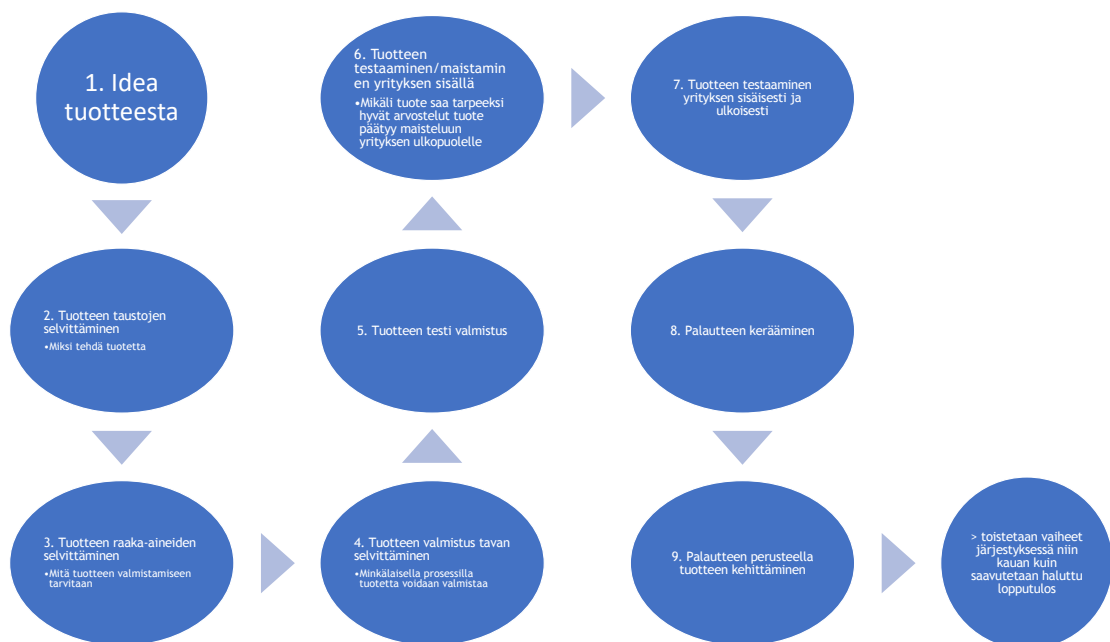 1. Idea
tuotteesta
2. Tuotteen taustojen
selvittäminen
•Miksi tehdä tuotetta
3. Tuotteen raaka-aineiden
selvittäminen
•Mitä tuotteen valmistamiseen
tarvitaan
4. Tuotteen valmistus tavan
selvittäminen
•Minkälaisella prosessilla
tuotetta voidaan valmistaa
5. Tuotteen testi valmistus
6. Tuotteen
testaaminen/maistamin
en yrityksen sisällä
•Mikäli tuote saa tarpeeksi
hyvät arvostelut tuote
päätyy maisteluun
yrityksen ulkopuolelle
7. Tuotteen testaaminen
yrityksen sisäisesti ja
ulkoisesti
8. Palautteen kerääminen
9. Palautteen perusteella
tuotteen kehittäminen
> toistetaan vaiheet
järjestyksessä niin
kauan kuin
saavutetaan haluttu
lopputulos